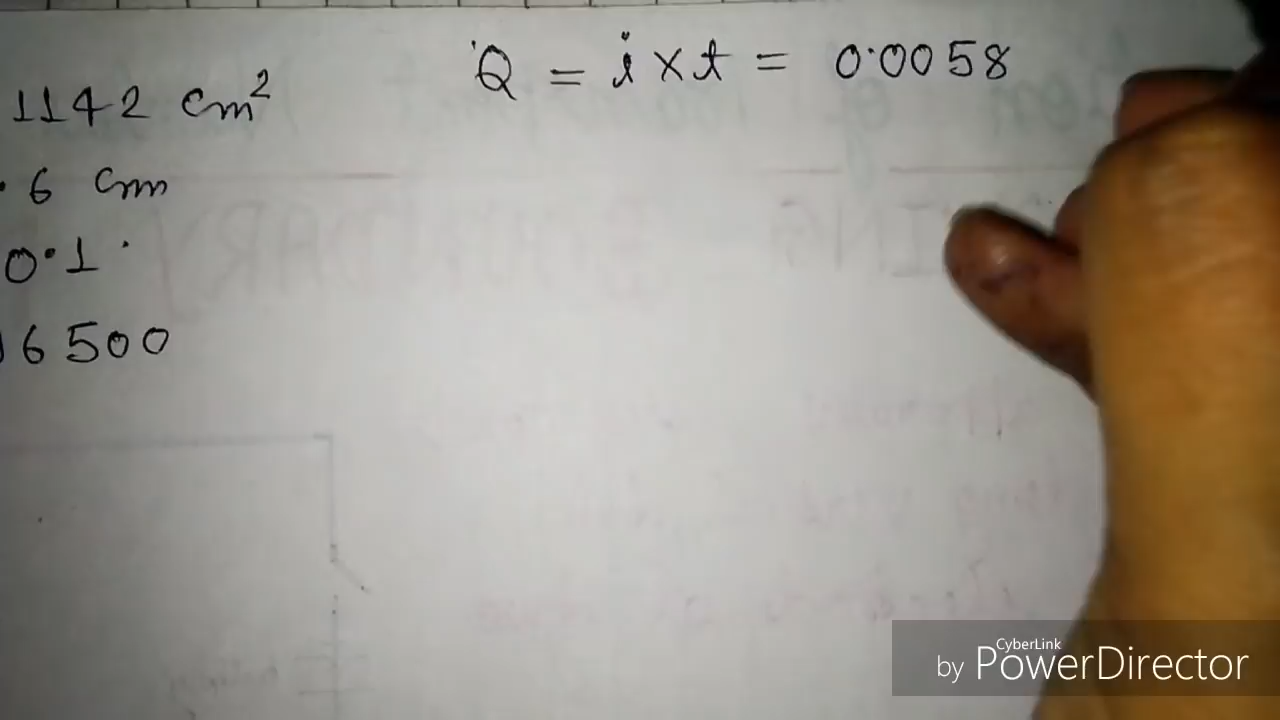 Q = i × t = 0.0058
1142 cm²
.6 cm
0.1
6500
CyberLink
by PowerDirector